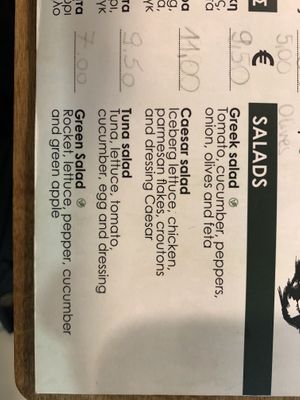 5,00
€
SALADS
9,50
Greek salad
Tomato, cucumber, peppers,
onion, olives and feta
11,00
Caesar salad
Iceberg lettuce, chicken,
parmesan flakes, croutons
and dressing Caesar
9,50
Tuna salad
Tuna, lettuce, tomato,
cucumber, egg and dressing
7,00
Green Salad
Rocket, lettuce, pepper, cucumber
and green apple